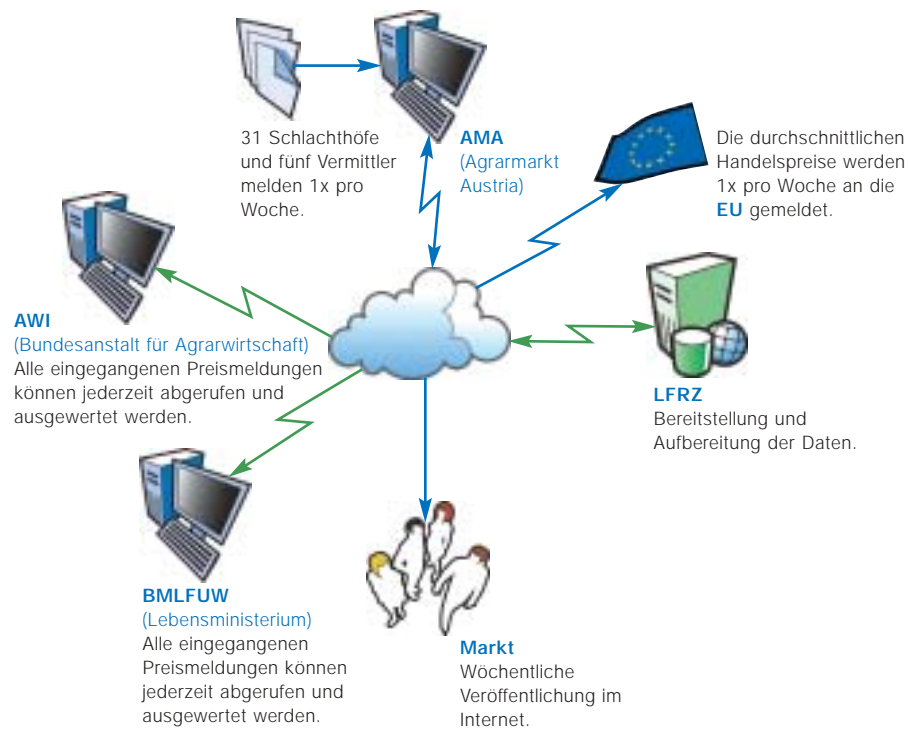 31 Schlachthöfe
und fünf Vermittler
melden 1x pro
Woche.
AMA
(Agrarmarkt
Austria)
Die durchschnittlichen
Handelspreise werden
1x pro Woche an die
EU gemeldet.
AWI
(Bundesanstalt für Agrarwirtschaft)
Alle eingegangenen Preismeldungen
können jederzeit abgerufen und
ausgewertet werden.
LFRZ
Bereitstellung und
Aufbereitung der Daten.
BMLFUW
(Lebensministerium)
Alle eingegangenen
Preismeldungen können
jederzeit abgerufen und
ausgewertet werden.
Markt
Wöchentliche
Veröffentlichung im
Internet.